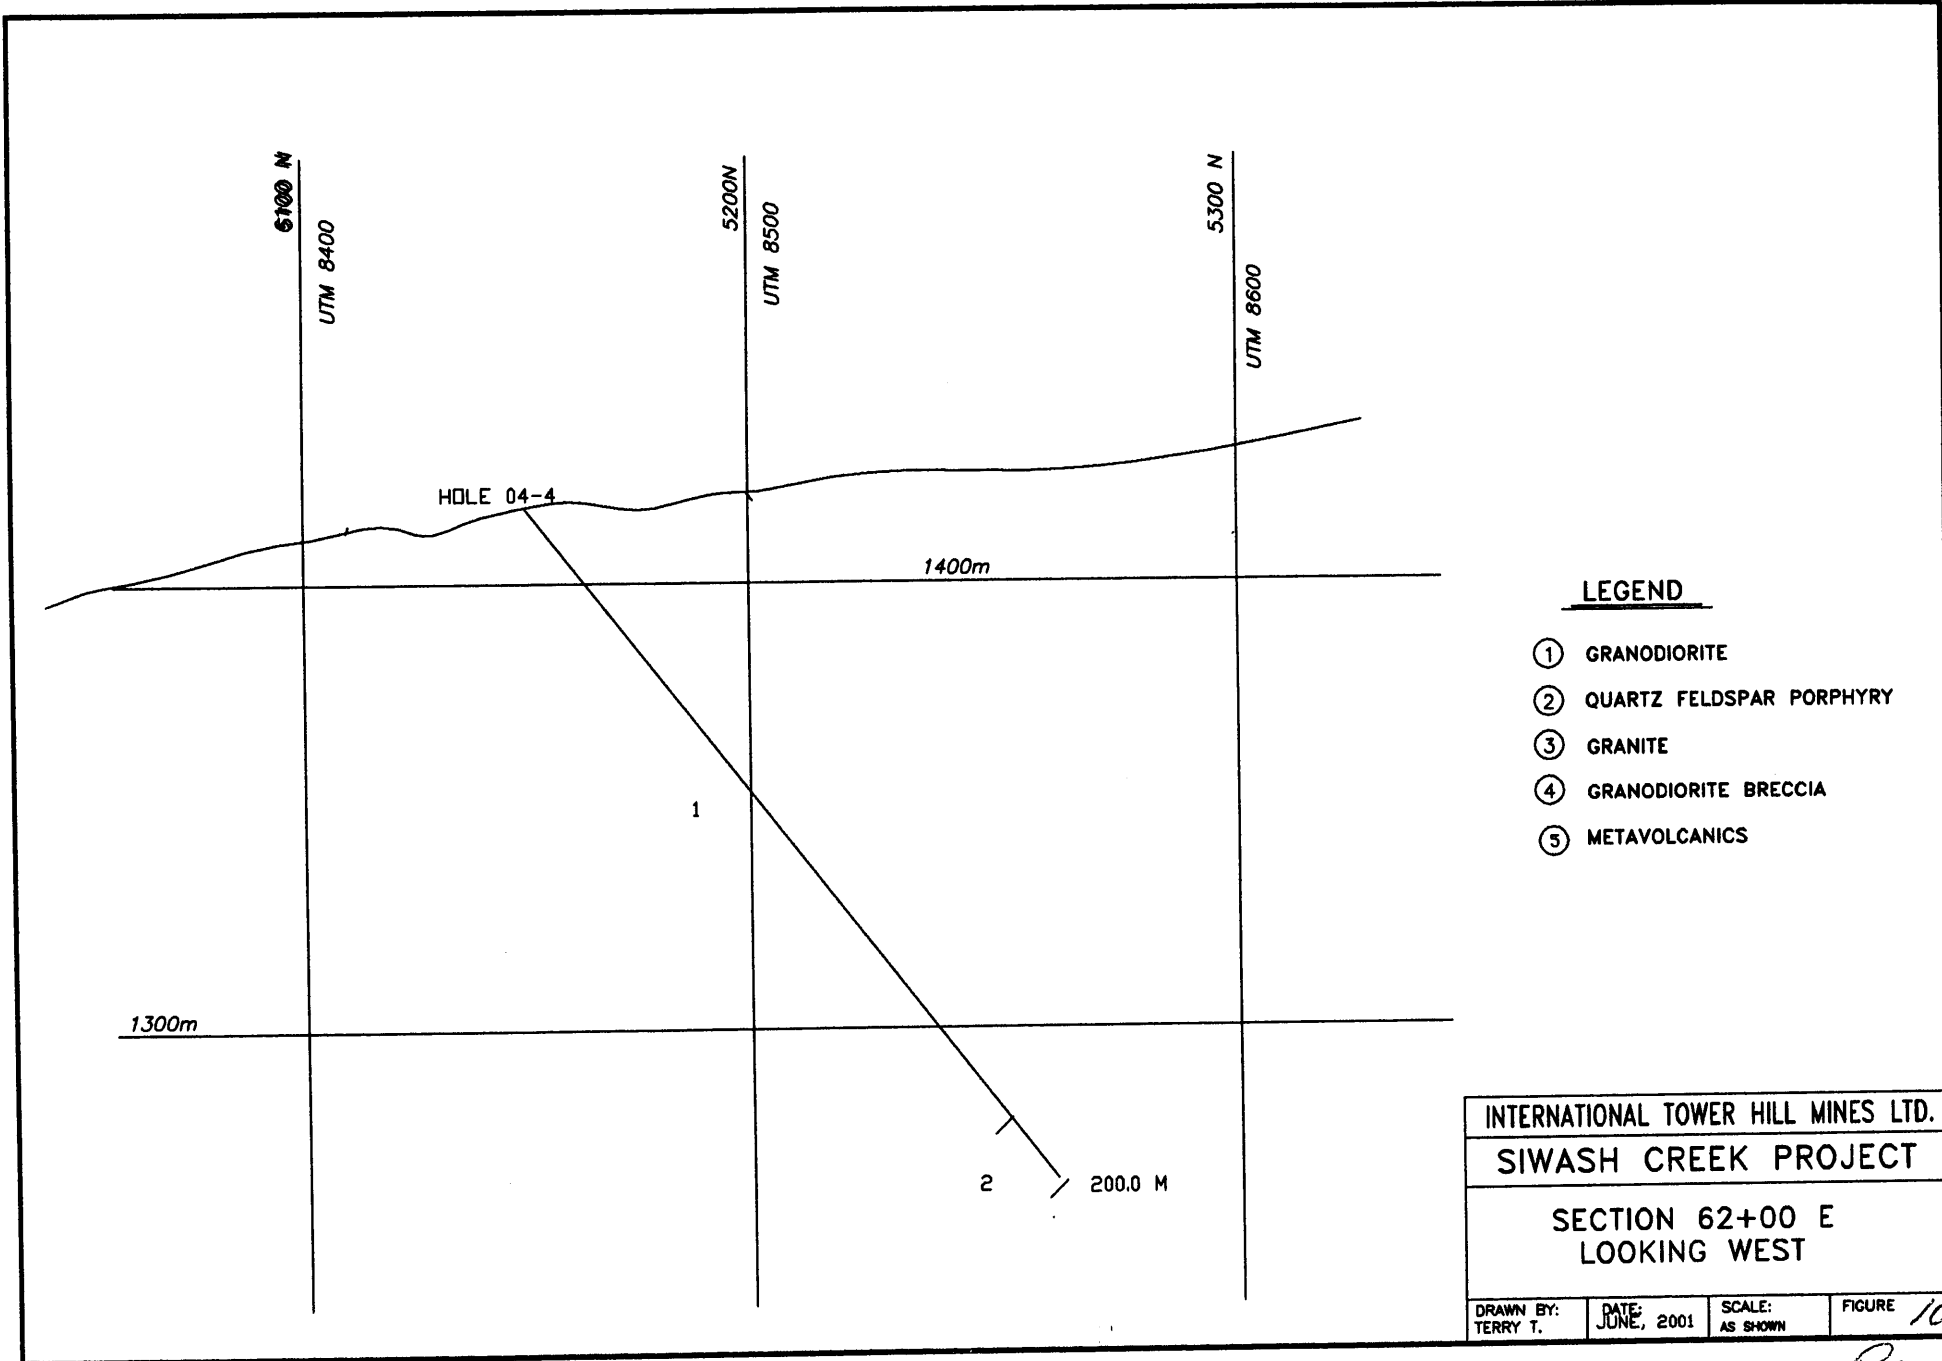 UTM 8400
5200N
UTM 8500
5300 N
UTM 8600
HOLE 04-4
1400m
1
1300m
2
200.0 M
LEGEND
1 GRANODIORITE
2 QUARTZ FELDSPAR PORPHYRY
3 GRANITE
4 GRANODIORITE BRECCIA
5 METAVOLCANICS
INTERNATIONAL TOWER HILL MINES LTD.
SIWASH CREEK PROJECT
SECTION 62+00 E
LOOKING WEST
DRAWN BY:
TERRY T.
DATE:
JUNE, 2001
SCALE:
AS SHOWN
FIGURE